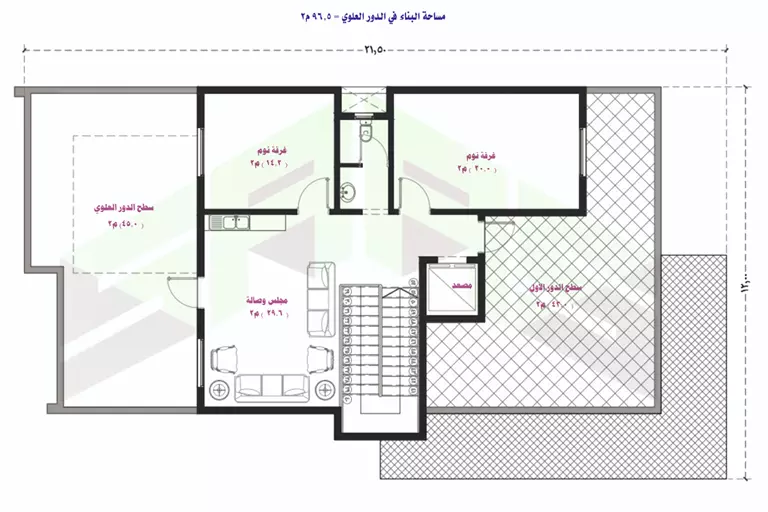 مساحة البناء في الدور العلوي = ٩٦.٥ م٢
٢١,٥٠
غرفة نوم
(١٤.٢) م٢
غرفة نوم
(٢٠.٠) م٢
سطح الدور العلوي
(٤٥.٠) م٢
مجلس وصالة
(٢٩.٦) م٢
مصعد
سطح الدور الأول
(٤٣.٠) م٢
١٢,٠٠